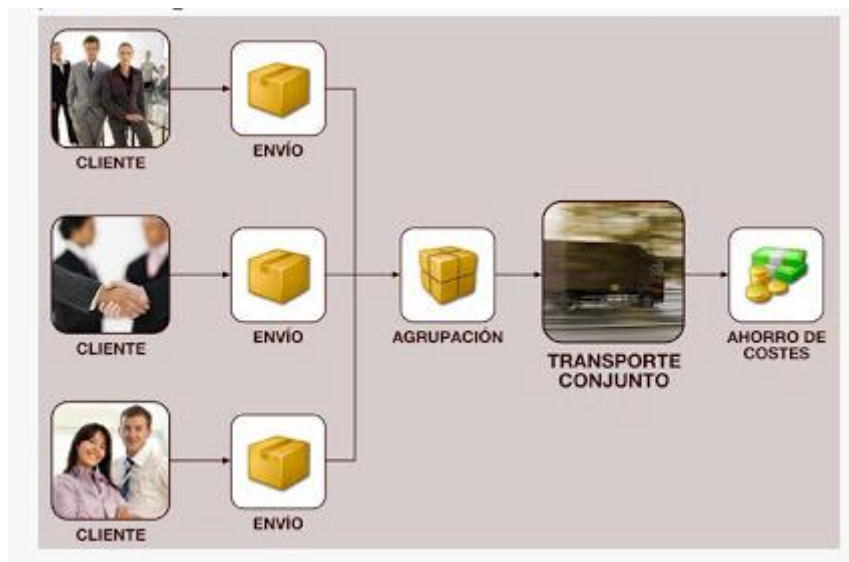 CLIENTE
ENVÍO
CLIENTE
ENVÍO
AGRUPACIÓN
TRANSPORTE
CONJUNTO
AHORRO DE
COSTES
CLIENTE
ENVÍO